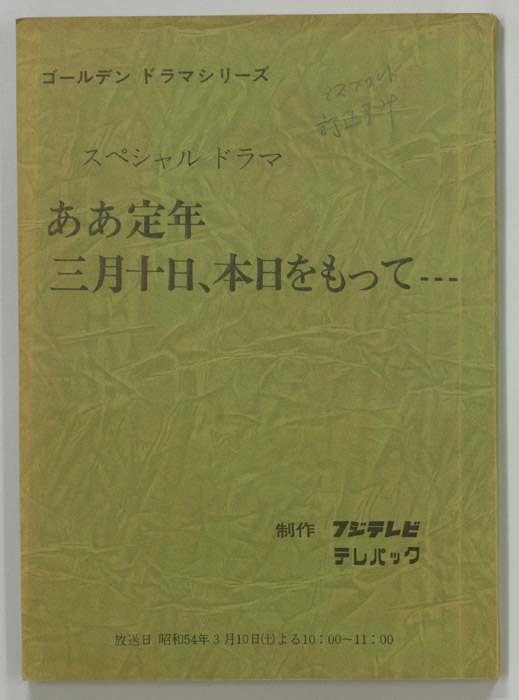 ゴールデン ドラマシリーズ
スペシャル ドラマ
ああ定年
三月十日、本日をもって---
制作 フジテレビ
テレパック
放送日 昭和54年3月10日(土)よる10:00~11:00